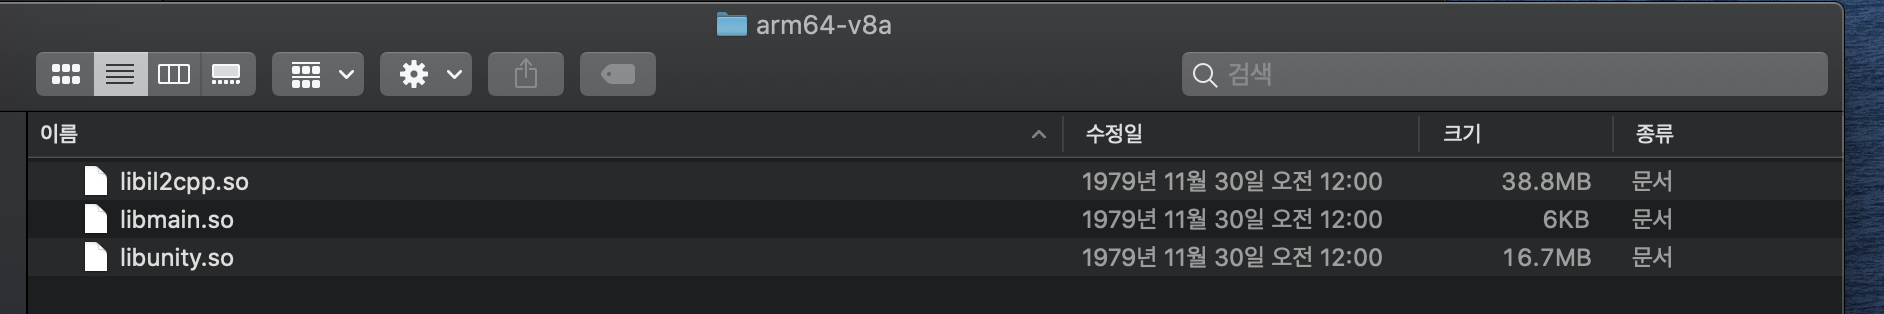 arm64-v8a
검색
이름 수정일 크기 종류
libil2cpp.so 1979년 11월 30일 오전 12:00 38.8MB 문서
libmain.so 1979년 11월 30일 오전 12:00 6KB 문서
libunity.so 1979년 11월 30일 오전 12:00 16.7MB 문서